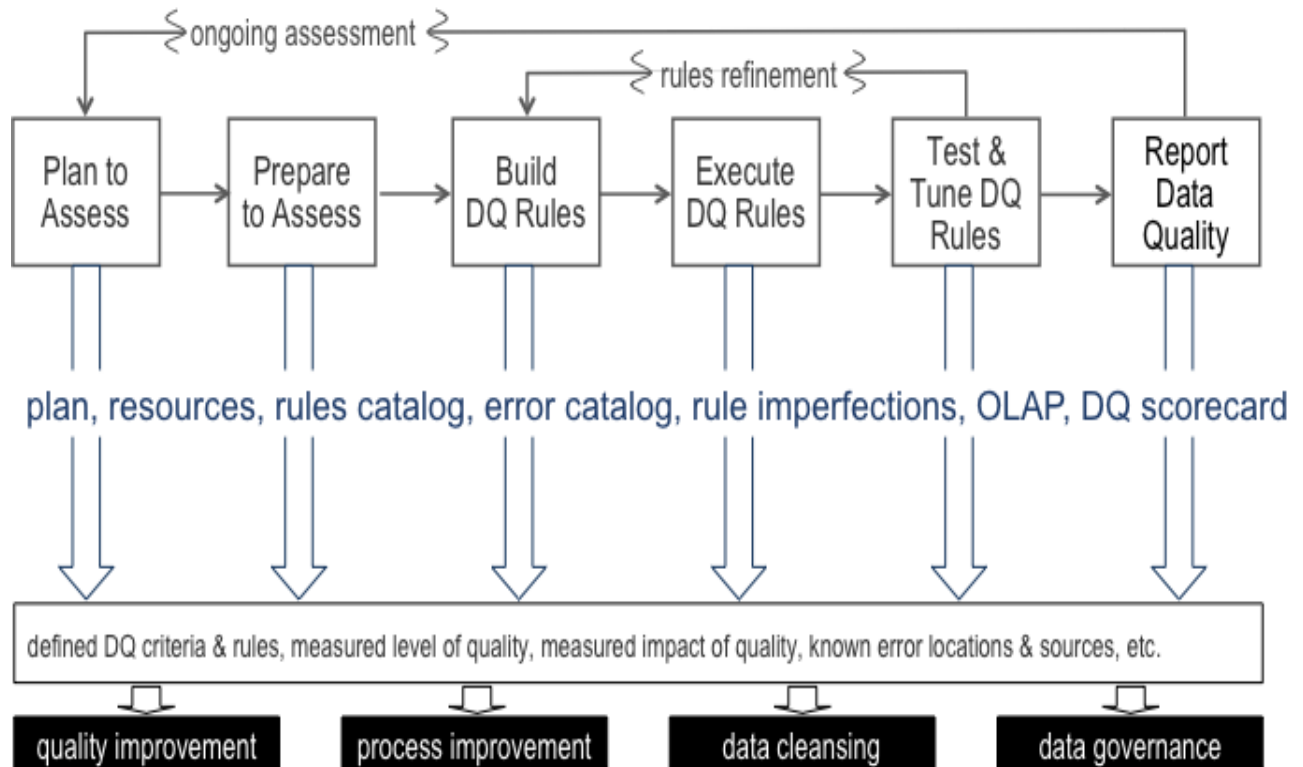 ongoing assessment
rules refinement
Plan to
Assess
Prepare
to Assess
Build
DQ Rules
Execute
DQ Rules
Test &
Tune DQ
Rules
Report
Data
Quality
plan, resources, rules catalog, error catalog, rule imperfections, OLAP, DQ scorecard
defined DQ criteria & rules, measured level of quality, measured impact of quality, known error locations & sources, etc.
quality improvement
process improvement
data cleansing
data governance